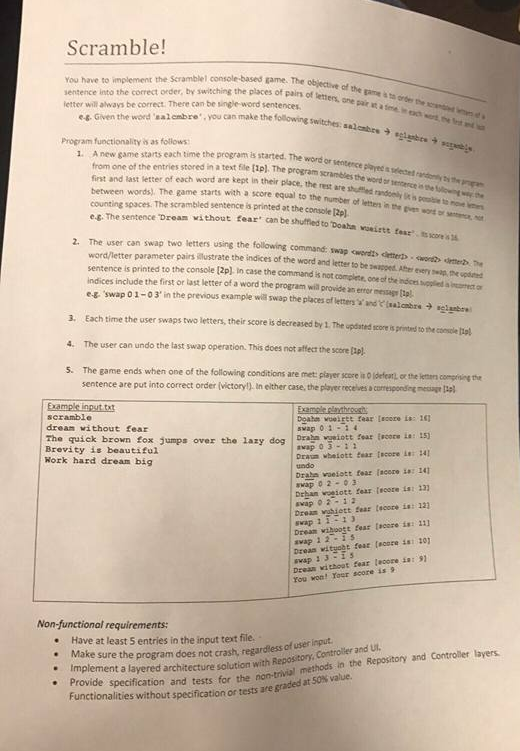 Scramble!
You have to implement the Scramble! console-based game. The objective of the game is to order the scrambled letters of a
sentence into the correct order, by switching the places of pairs of letters, one pair at a time. In each word, the first and last
letter will always be correct. There can be single-word sentences.
e.g. Given the word 'salcmbre', you can make the following switches: salcmbre → sclambre → scramble.
Program functionality is as follows:
1. A new game starts each time the program is started. The word or sentence played is selected randomly by the program
from one of the entries stored in a text file [1p]. The program scrambles the word or sentence in the following way: the
first and last letter of each word are kept in their place, the rest are shuffled randomly (it is possible to move letters
between words). The game starts with a score equal to the number of letters in the given word or sentence, not
counting spaces. The scrambled sentence is printed at the console [2p].
e.g. The sentence 'Dream without fear' can be shuffled to 'Doahm wueirtt fear'. Its score is 16.
2. The user can swap two letters using the following command: swap <word1> <letter1> - <word2> <letter2>. The
word/letter parameter pairs illustrate the indices of the word and letter to be swapped. After every swap, the updated
sentence is printed to the console [2p]. In case the command is not complete, one of the indices supplied is incorrect or
indices include the first or last letter of a word the program will provide an error message [1p].
e.g. 'swap 0 1 – 0 3' in the previous example will swap the places of letters 'a' and 'c' (salcmbre → sclambre)
3. Each time the user swaps two letters, their score is decreased by 1. The updated score is printed to the console [1p].
4. The user can undo the last swap operation. This does not affect the score [1p].
5. The game ends when one of the following conditions are met: player score is 0 (defeat), or the letters comprising the
sentence are put into correct order (victory!). In either case, the player receives a corresponding message [1p].
Example input.txt
scramble
dream without fear
The quick brown fox jumps over the lazy dog
Brevity is beautiful
Work hard dream big
Example playthrough:
Doahm wueirtt fear [score is: 16]
swap 0 1 - 1 4
Drahm wueiott fear [score is: 15]
swap 0 3 - 1 1
Draum wheiott fear [score is: 14]
undo
Drahm wueiott fear [score is: 14]
swap 0 2 - 0 3
Drham wueiott fear [score is: 13]
swap 0 2 - 1 2
Dream wuhiott fear [score is: 12]
swap 1 1 - 1 3
Dream wihuott fear [score is: 11]
swap 1 2 - 1 5
Dream wituoht fear [score is: 10]
swap 1 3 - 1 5
Dream without fear [score is: 9]
You won! Your score is 9
Non-functional requirements:
• Have at least 5 entries in the input text file.
• Make sure the program does not crash, regardless of user input.
• Implement a layered architecture solution with Repository, Controller and UI.
• Provide specification and tests for the non-trivial methods in the Repository and Controller layers.
Functionalities without specification or tests are graded at 50% value.